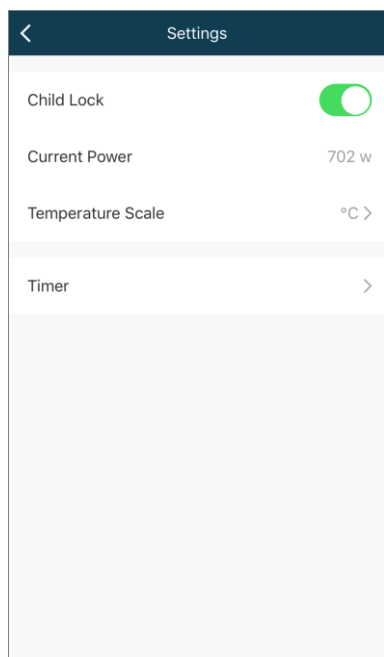 Settings
Child Lock
Current Power 702 w
Temperature Scale °C
Timer